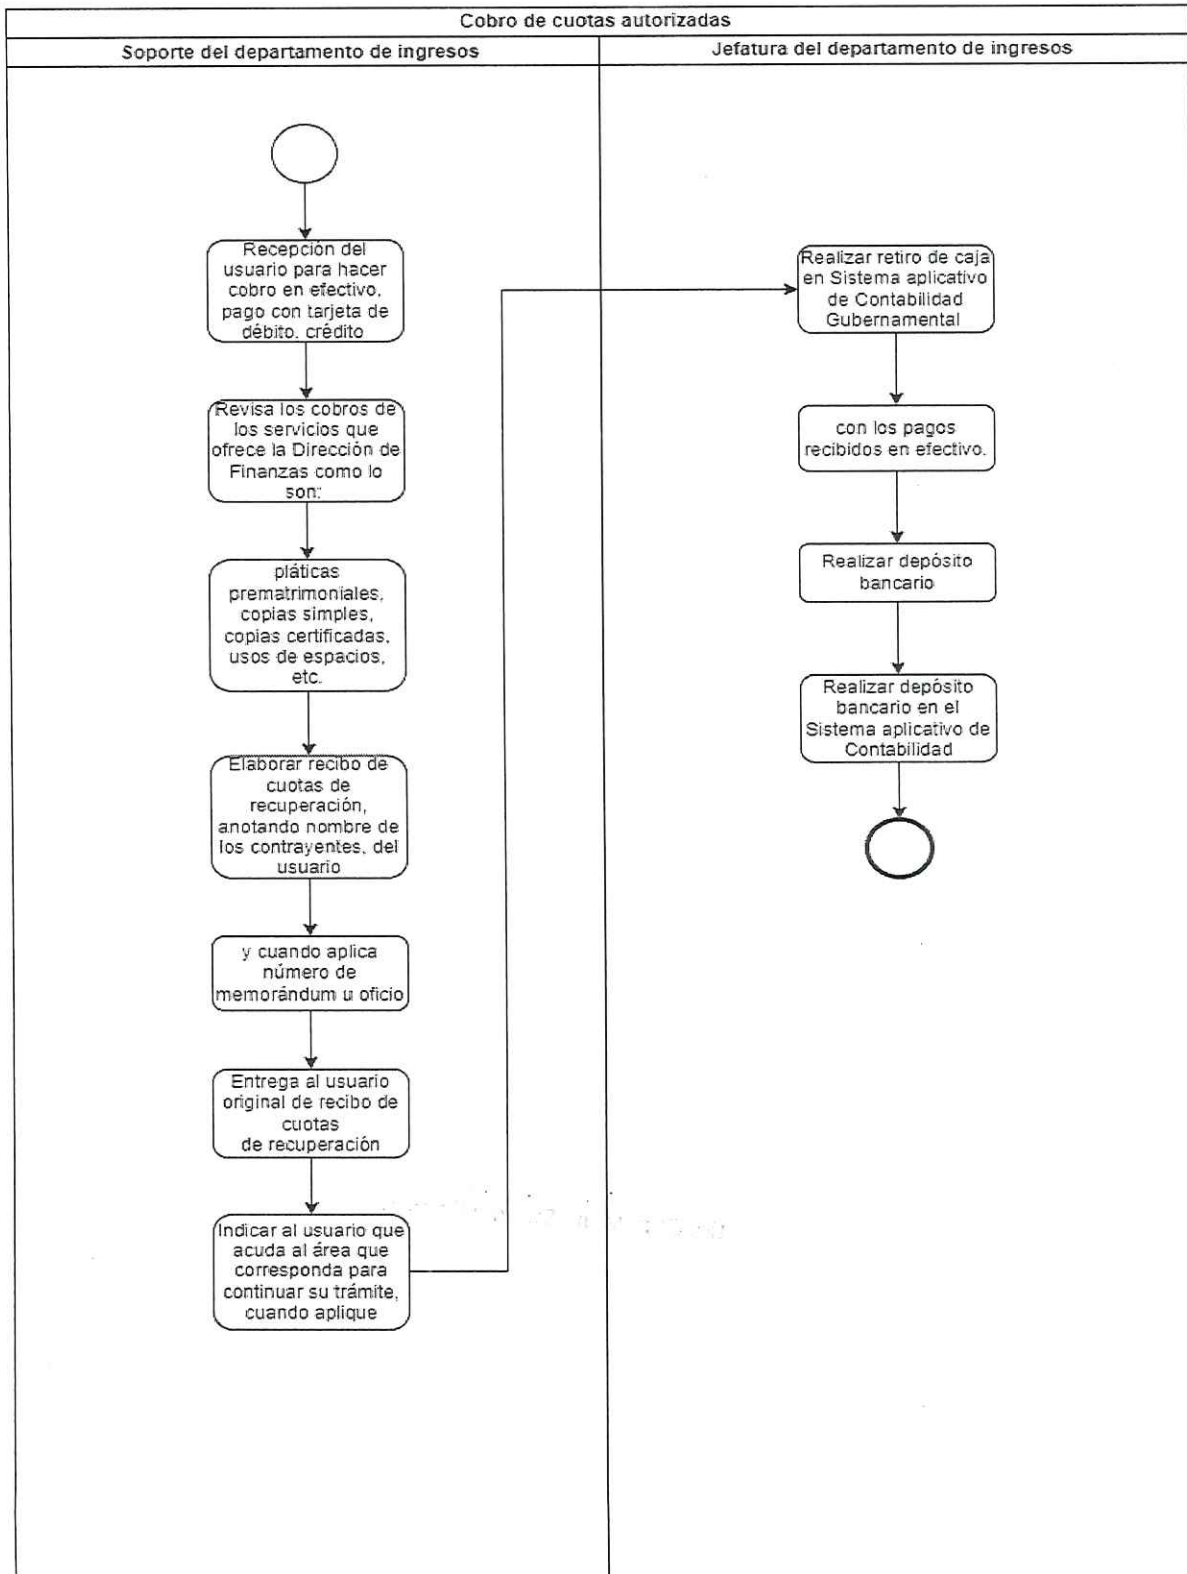 Cobro de cuotas autorizadas
Soporte del departamento de ingresos
Jefatura del departamento de ingresos
Recepción del
usuario para hacer
cobro en efectivo,
pago con tarjeta de
débito, crédito
Revisa los cobros de
los servicios que
ofrece la Dirección de
Finanzas como lo
son:
pláticas
prematrimoniales,
copias simples,
copias certificadas,
usos de espacios,
etc.
Elaborar recibo de
cuotas de
recuperación,
anotando nombre de
los contrayentes, del
usuario
y cuando aplica
número de
memorándum u oficio
Entrega al usuario
original de recibo de
cuotas
de recuperación
Indicar al usuario que
acuda al área que
corresponda para
continuar su trámite,
cuando aplique
Realizar retiro de caja
en Sistema aplicativo
de Contabilidad
Gubernamental
con los pagos
recibidos en efectivo.
Realizar depósito
bancario
Realizar depósito
bancario en el
Sistema aplicativo de
Contabilidad